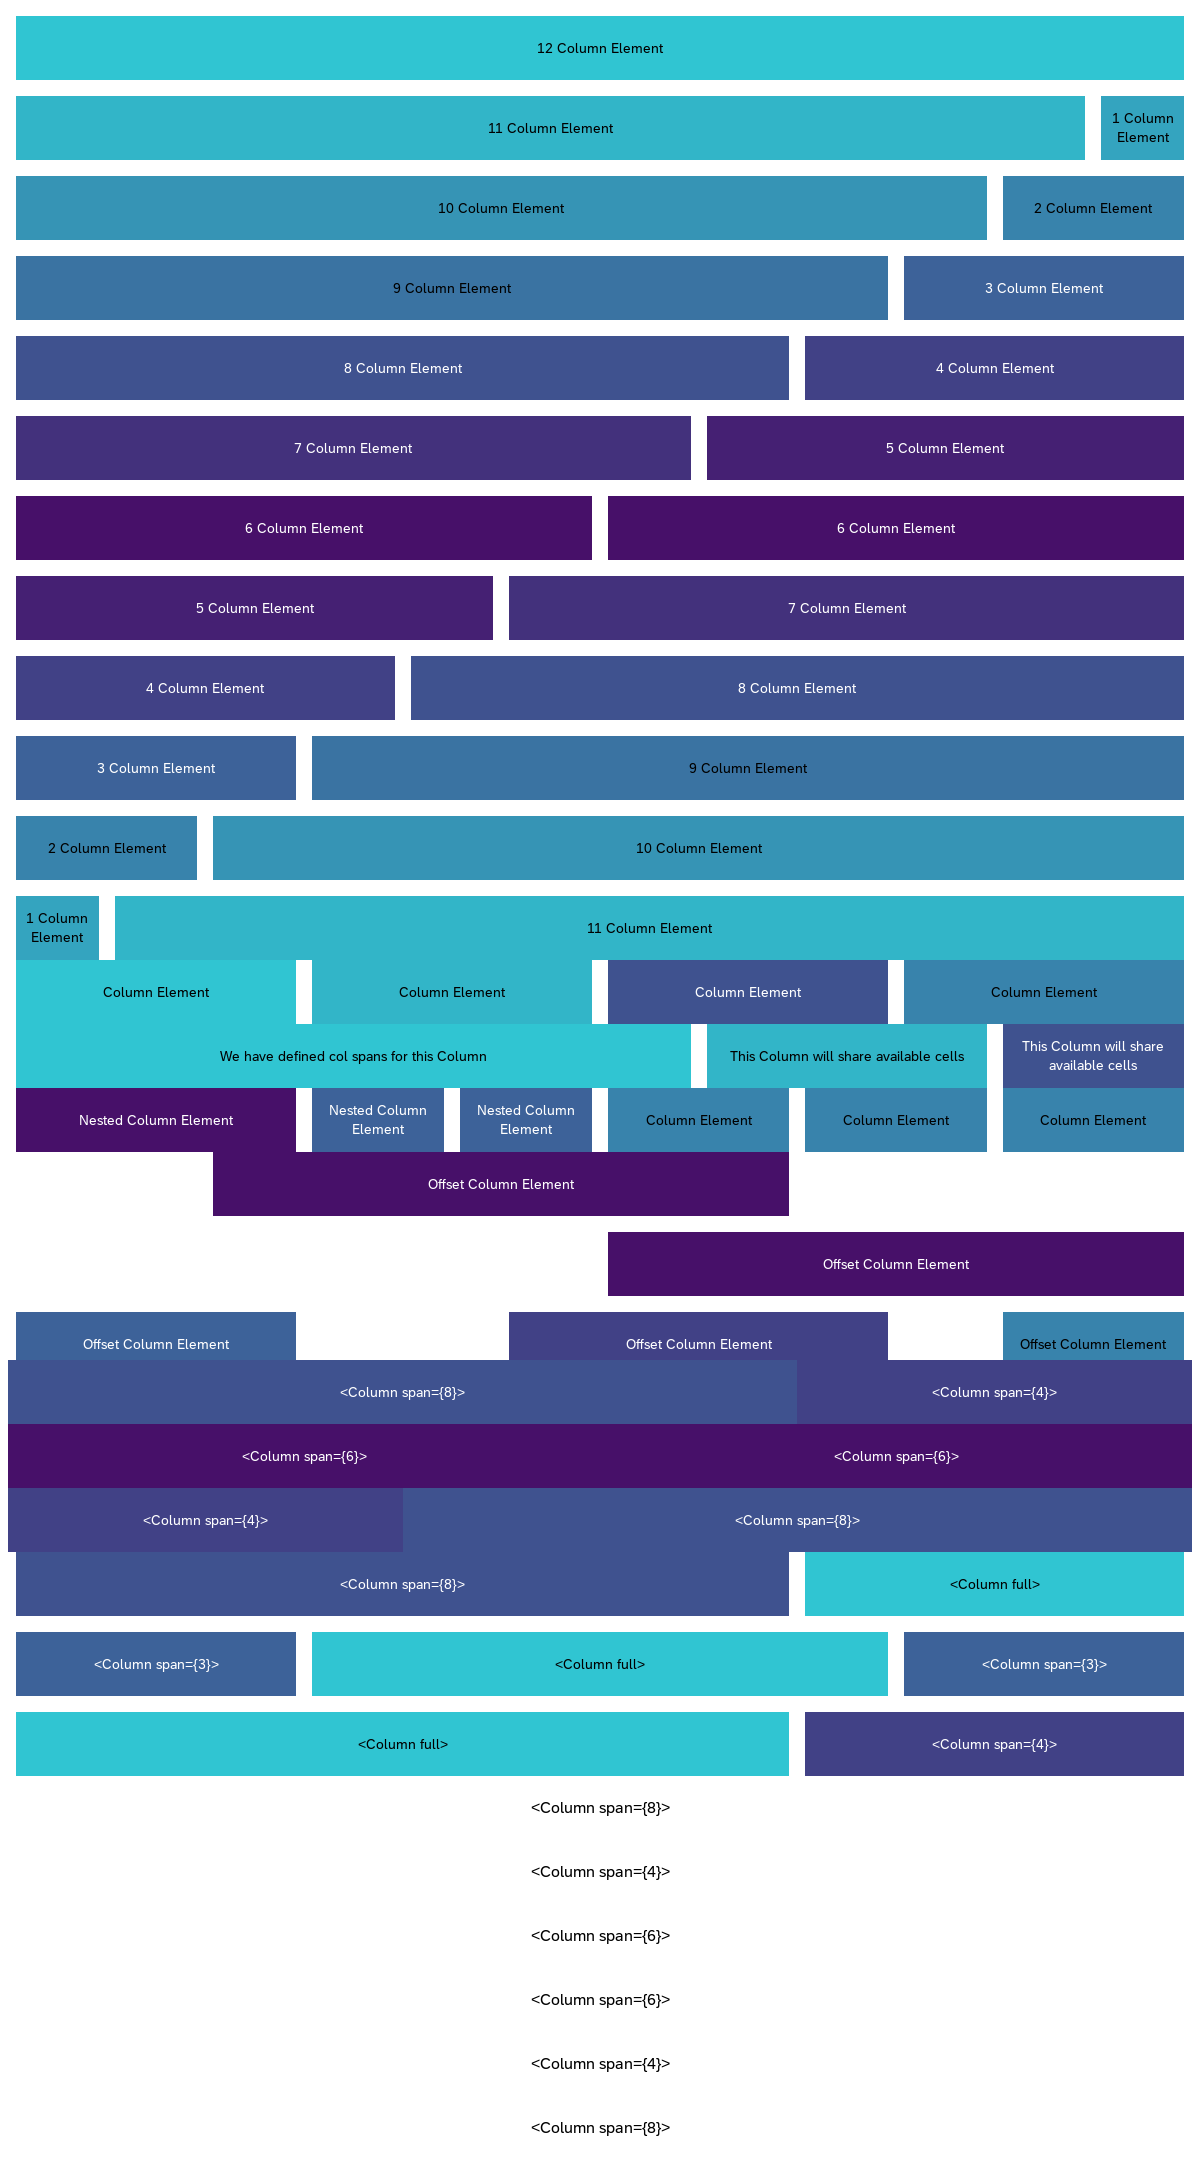 12 Column Element
11 Column Element
1 Column
Element
10 Column Element
2 Column Element
9 Column Element
3 Column Element
8 Column Element
4 Column Element
7 Column Element
5 Column Element
6 Column Element
6 Column Element
5 Column Element
7 Column Element
4 Column Element
8 Column Element
3 Column Element
9 Column Element
2 Column Element
10 Column Element
1 Column
Element
11 Column Element
Column Element
Column Element
Column Element
Column Element
We have defined col spans for this Column
This Column will share available cells
This Column will share
available cells
Nested Column Element
Nested Column
Element
Nested Column
Element
Column Element
Column Element
Column Element
Offset Column Element
Offset Column Element
Offset Column Element
Offset Column Element
Offset Column Element
<Column span={8}>
<Column span={4}>
<Column span={6}>
<Column span={6}>
<Column span={4}>
<Column span={8}>
<Column span={8}>
<Column full>
<Column span={3}>
<Column full>
<Column span={3}>
<Column full>
<Column span={4}>
<Column span={8}>
<Column span={4}>
<Column span={6}>
<Column span={6}>
<Column span={4}>
<Column span={8}>